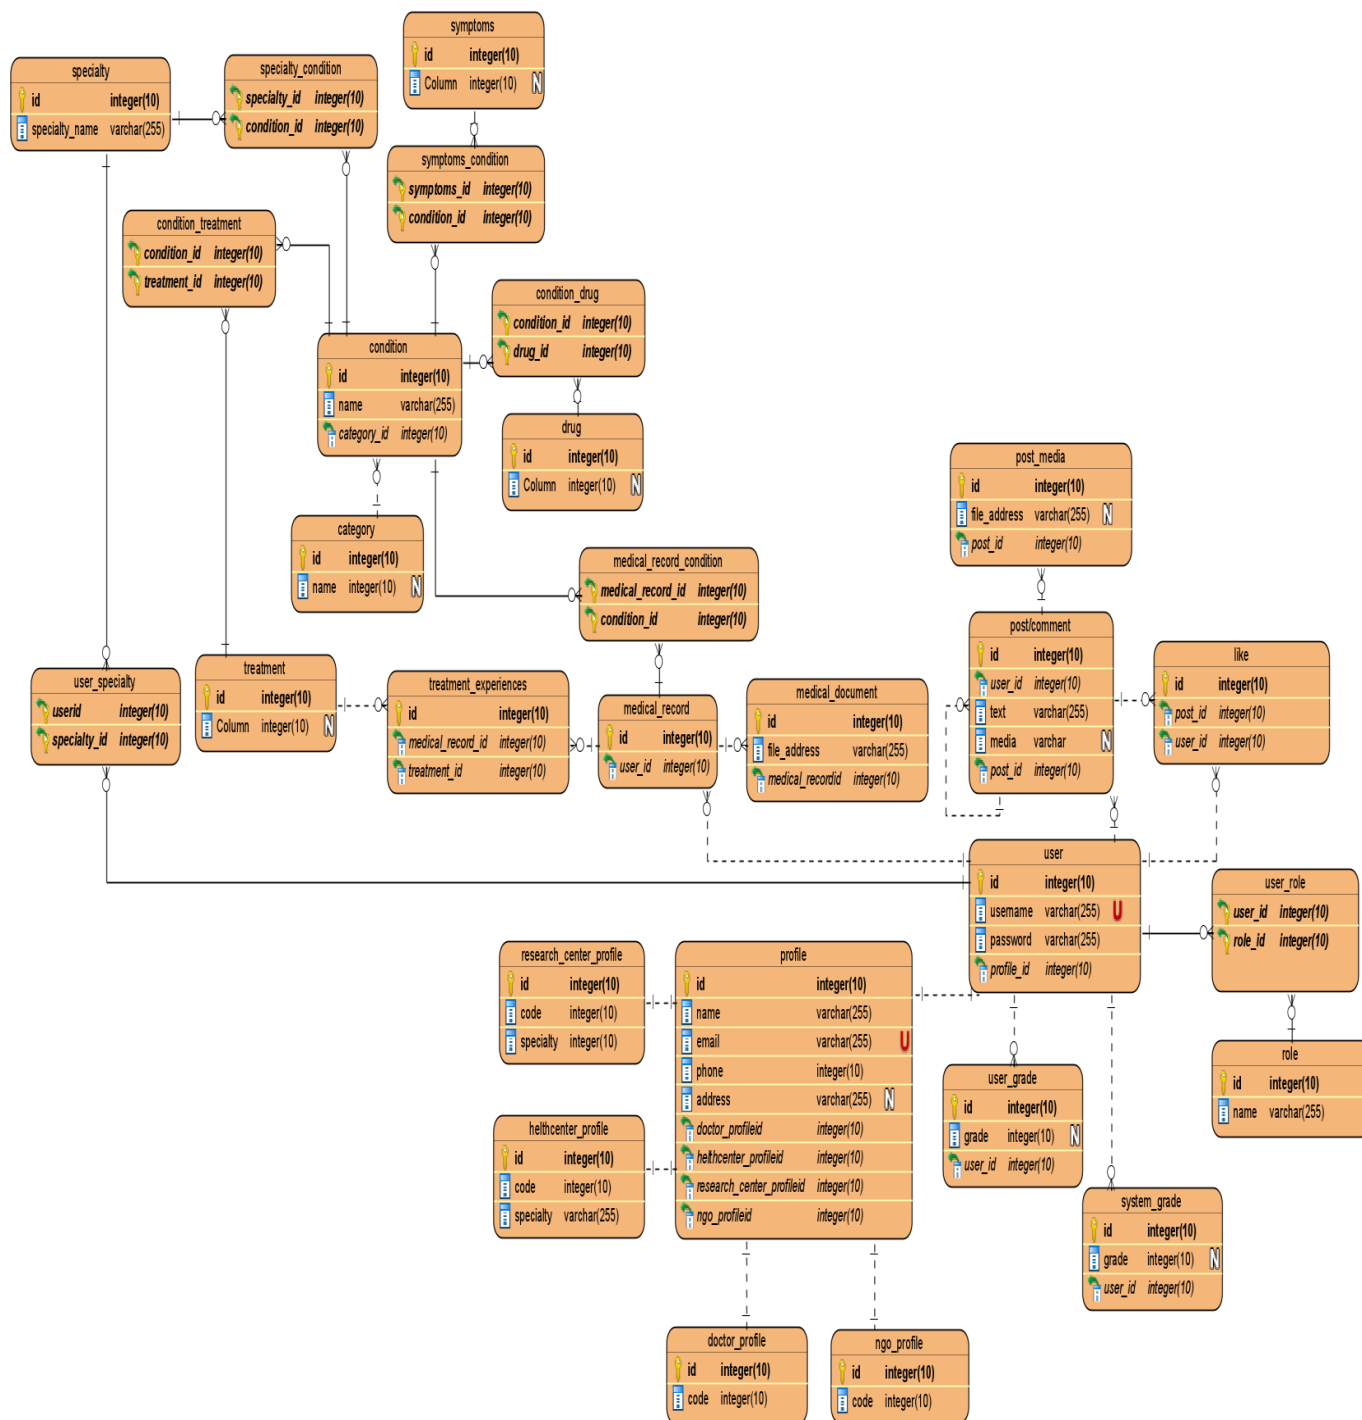 symptoms
id integer(10)
Column integer(10) N
specialty
id integer(10)
specialty_name varchar(255)
specialty_condition
specialty_id integer(10)
condition_id integer(10)
symptoms_condition
symptoms_id integer(10)
condition_id integer(10)
condition_treatment
condition_id integer(10)
treatment_id integer(10)
condition_drug
condition_id integer(10)
drug_id integer(10)
condition
id integer(10)
name varchar(255)
category_id integer(10)
drug
id integer(10)
Column integer(10) N
post_media
id integer(10)
file_address varchar(255) N
post_id integer(10)
category
id integer(10)
name integer(10) N
medical_record_condition
medical_record_id integer(10)
condition_id integer(10)
post/comment
id integer(10)
user_id integer(10)
text varchar(255)
media varchar N
post_id integer(10)
like
id integer(10)
post_id integer(10)
user_id integer(10)
user_specialty
userid integer(10)
specialty_id integer(10)
treatment
id integer(10)
Column integer(10) N
treatment_experiences
id integer(10)
medical_record_id integer(10)
treatment_id integer(10)
medical_record
id integer(10)
user_id integer(10)
medical_document
id integer(10)
file_address varchar(255)
medical_recordid integer(10)
user
id integer(10)
username varchar(255) U
password varchar(255)
profile_id integer(10)
user_role
user_id integer(10)
role_id integer(10)
research_center_profile
id integer(10)
code integer(10)
specialty integer(10)
profile
id integer(10)
name varchar(255)
email varchar(255) U
phone integer(10)
address varchar(255) N
doctor_profileid integer(10)
helthcenter_profileid integer(10)
research_center_profileid integer(10)
ngo_profileid integer(10)
role
id integer(10)
name varchar(255)
user_grade
id integer(10)
grade integer(10) N
user_id integer(10)
helthcenter_profile
id integer(10)
code integer(10)
specialty varchar(255)
system_grade
id integer(10)
grade integer(10) N
user_id integer(10)
doctor_profile
id integer(10)
code integer(10)
ngo_profile
id integer(10)
code integer(10)